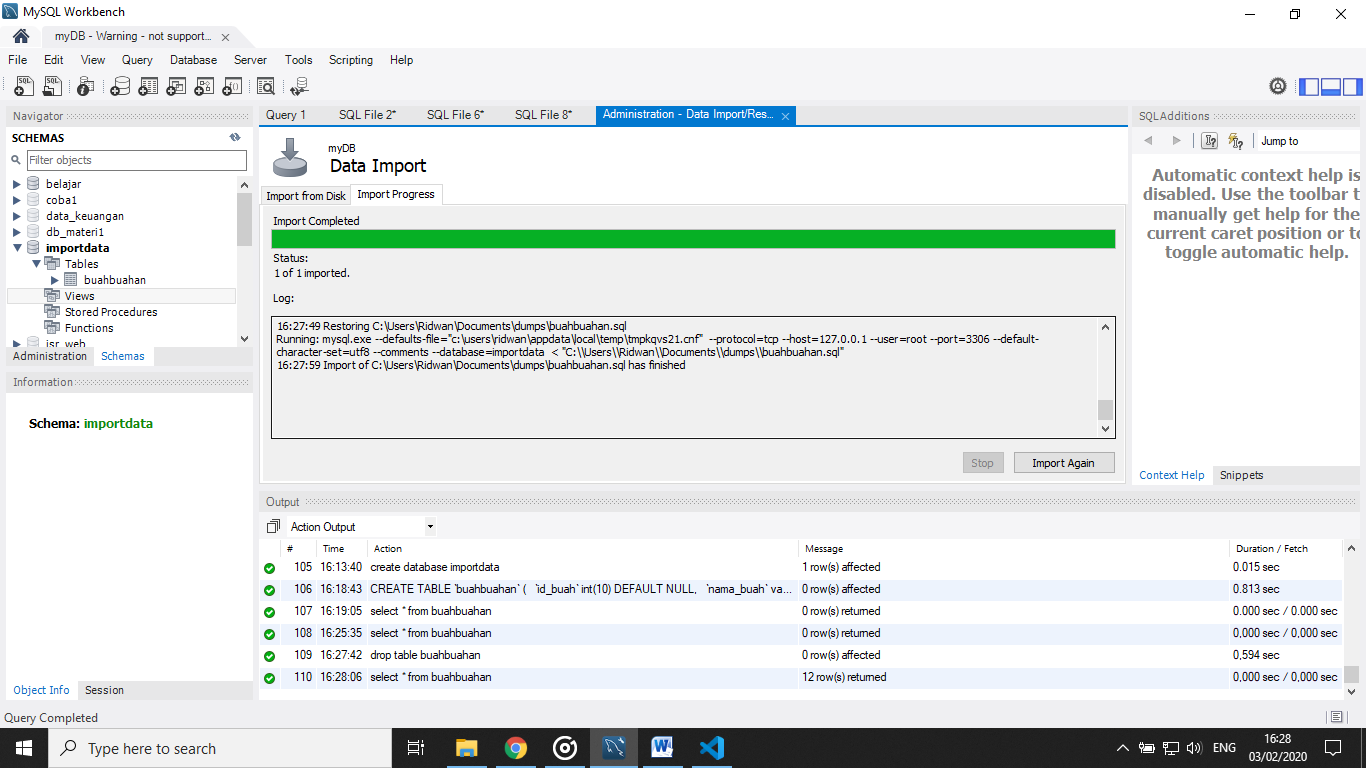 MySQL Workbench
myDB - Warning - not support...
File Edit View Query Database Server Tools Scripting Help
Navigator
SCHEMAS
Filter objects
belajar
coba1
data_keuangan
db_materi1
importdata
Tables
buahbuahan
Views
Stored Procedures
Functions
isr_web
Administration Schemas
Information
Schema: importdata
Object Info Session
Query 1 SQL File 2* SQL File 6* SQL File 8* Administration - Data Import/Res...
myDB
Data Import
Import from Disk Import Progress
Import Completed
Status:
1 of 1 imported.
Log:
16:27:49 Restoring C:\Users\Ridwan\Documents\dumps\buahbuahan.sql
Running: mysql.exe --defaults-file="c:\users\ridwan\appdata\local\temp\tmpkqvs21.cnf" --protocol=tcp --host=127.0.0.1 --user=root --port=3306 --default-
character-set=utf8 --comments --database=importdata < "C:\\Users\\Ridwan\\Documents\\dumps\\buahbuahan.sql"
16:27:59 Import of C:\Users\Ridwan\Documents\dumps\buahbuahan.sql has finished
Stop Import Again
SQLAdditions
Jump to
Automatic context help is
disabled. Use the toolbar t
manually get help for the
current caret position or to
toggle automatic help.
Context Help Snippets
Output
Action Output
# Time Action Message Duration / Fetch
105 16:13:40 create database importdata 1 row(s) affected 0.015 sec
106 16:18:43 CREATE TABLE `buahbuahan` ( `id_buah` int(10) DEFAULT NULL, `nama_buah` va... 0 row(s) affected 0.813 sec
107 16:19:05 select * from buahbuahan 0 row(s) returned 0.000 sec / 0.000 sec
108 16:25:35 select * from buahbuahan 0 row(s) returned 0,000 sec / 0,000 sec
109 16:27:42 drop table buahbuahan 0 row(s) affected 0,594 sec
110 16:28:06 select * from buahbuahan 12 row(s) returned 0,000 sec / 0,000 sec
Query Completed
Type here to search
ENG
16:28
03/02/2020